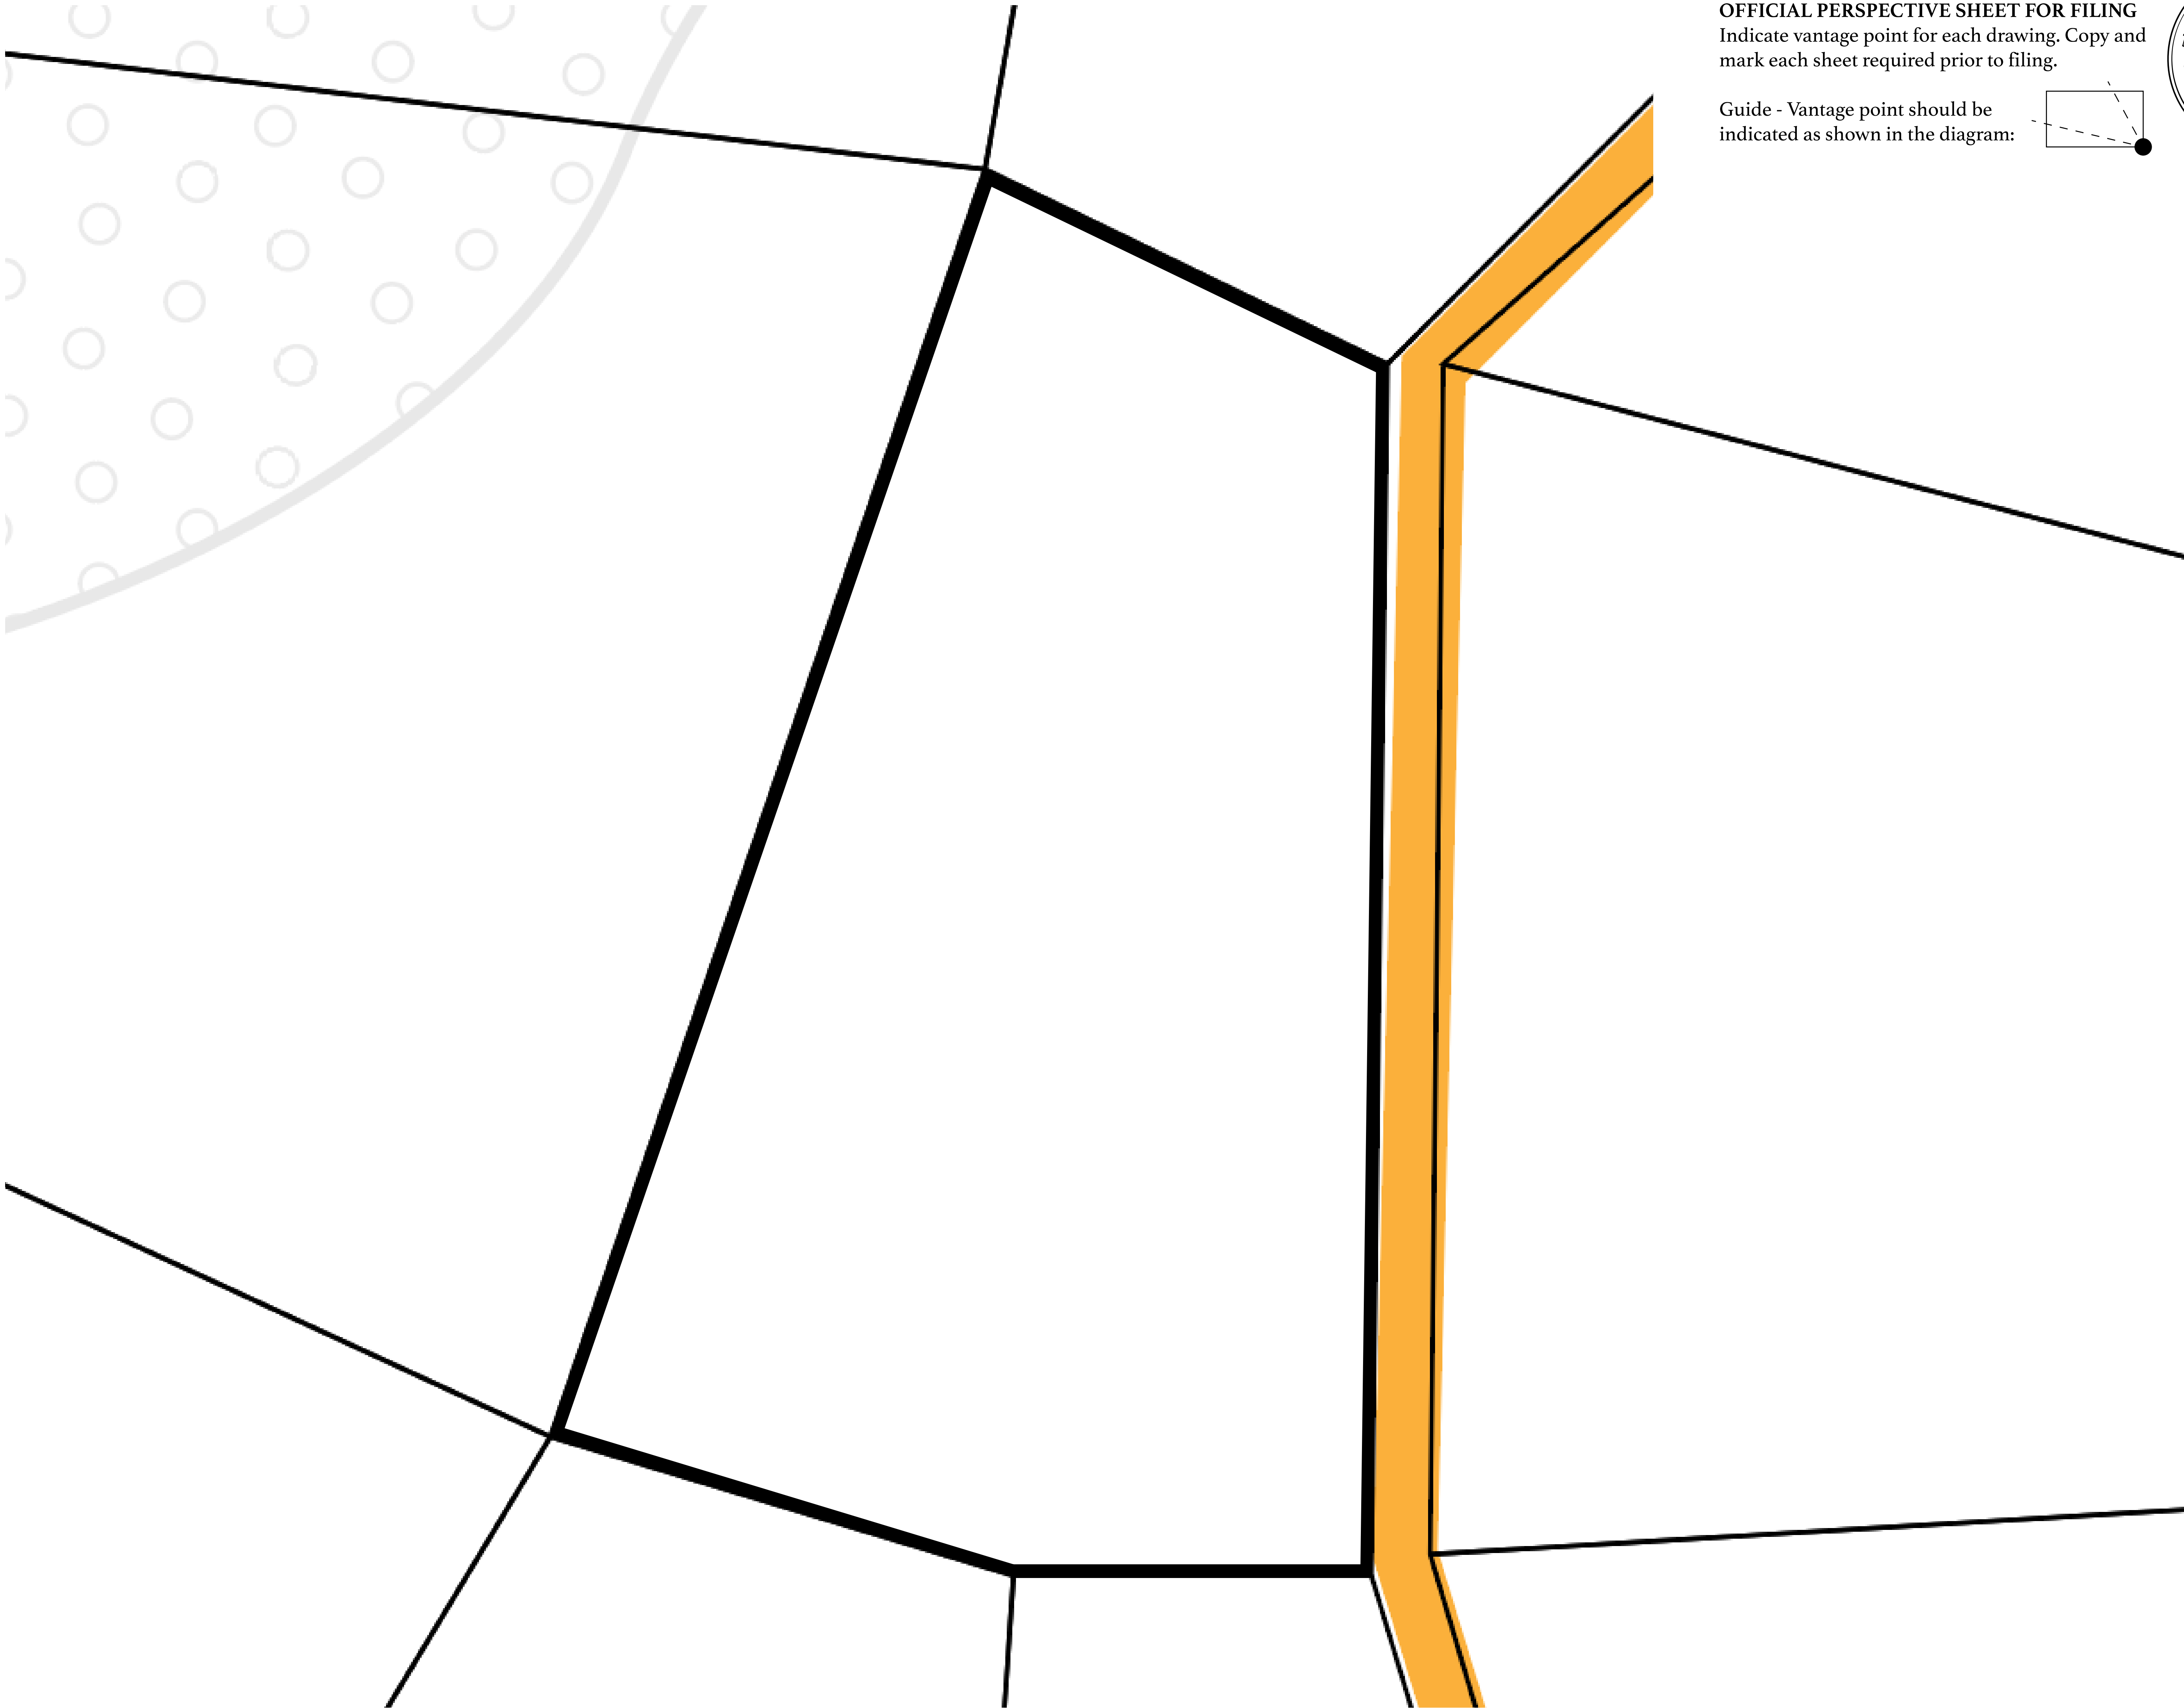 OFFICIAL PERSPECTIVE SHEET FOR FILING
Indicate vantage point for each drawing. Copy and
mark each sheet required prior to filing.
Guide - Vantage point should be
indicated as shown in the diagram: